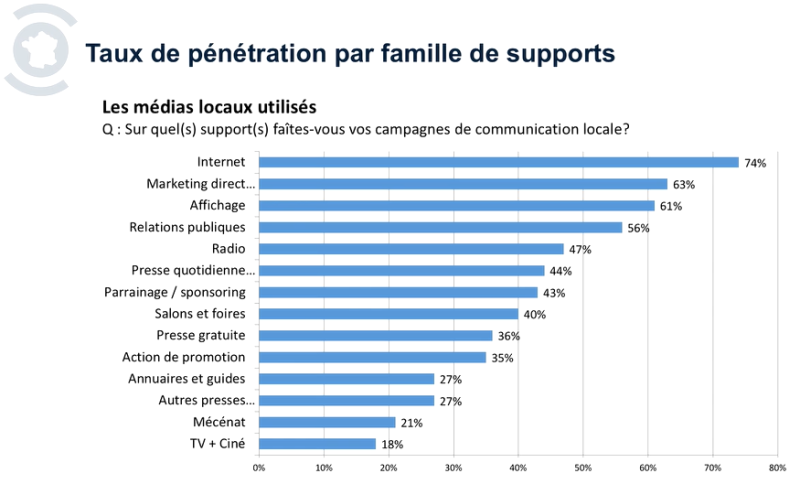 Taux de pénétration par famille de supports
Les médias locaux utilisés
Q : Sur quel(s) support(s) faîtes-vous vos campagnes de communication locale?
Internet 74%
Marketing direct... 63%
Affichage 61%
Relations publiques 56%
Radio 47%
Presse quotidienne... 44%
Parrainage / sponsoring 43%
Salons et foires 40%
Presse gratuite 36%
Action de promotion 35%
Annuaires et guides 27%
Autres presses... 27%
Mécénat 21%
TV + Ciné 18%
0% 10% 20% 30% 40% 50% 60% 70% 80%